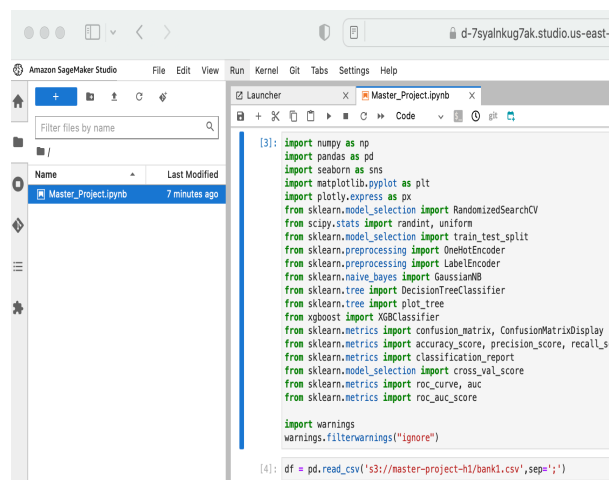 d-7syalnkug7ak.studio.us-east-
Amazon SageMaker Studio File Edit View Run Kernel Git Tabs Settings Help
Launcher X Master_Project.ipynb X
Code git
Filter files by name
/
Name Last Modified
Master_Project.ipynb 7 minutes ago
[3]: import numpy as np
import pandas as pd
import seaborn as sns
import matplotlib.pyplot as plt
import plotly.express as px
from sklearn.model_selection import RandomizedSearchCV
from scipy.stats import randint, uniform
from sklearn.model_selection import train_test_split
from sklearn.preprocessing import OneHotEncoder
from sklearn.preprocessing import LabelEncoder
from sklearn.naive_bayes import GaussianNB
from sklearn.tree import DecisionTreeClassifier
from sklearn.tree import plot_tree
from xgboost import XGBClassifier
from sklearn.metrics import confusion_matrix, ConfusionMatrixDisplay
from sklearn.metrics import accuracy_score, precision_score, recall_s
from sklearn.metrics import classification_report
from sklearn.model_selection import cross_val_score
from sklearn.metrics import roc_curve, auc
from sklearn.metrics import roc_auc_score
import warnings
warnings.filterwarnings("ignore")
[4]: df = pd.read_csv('s3://master-project-h1/bank1.csv',sep=';')